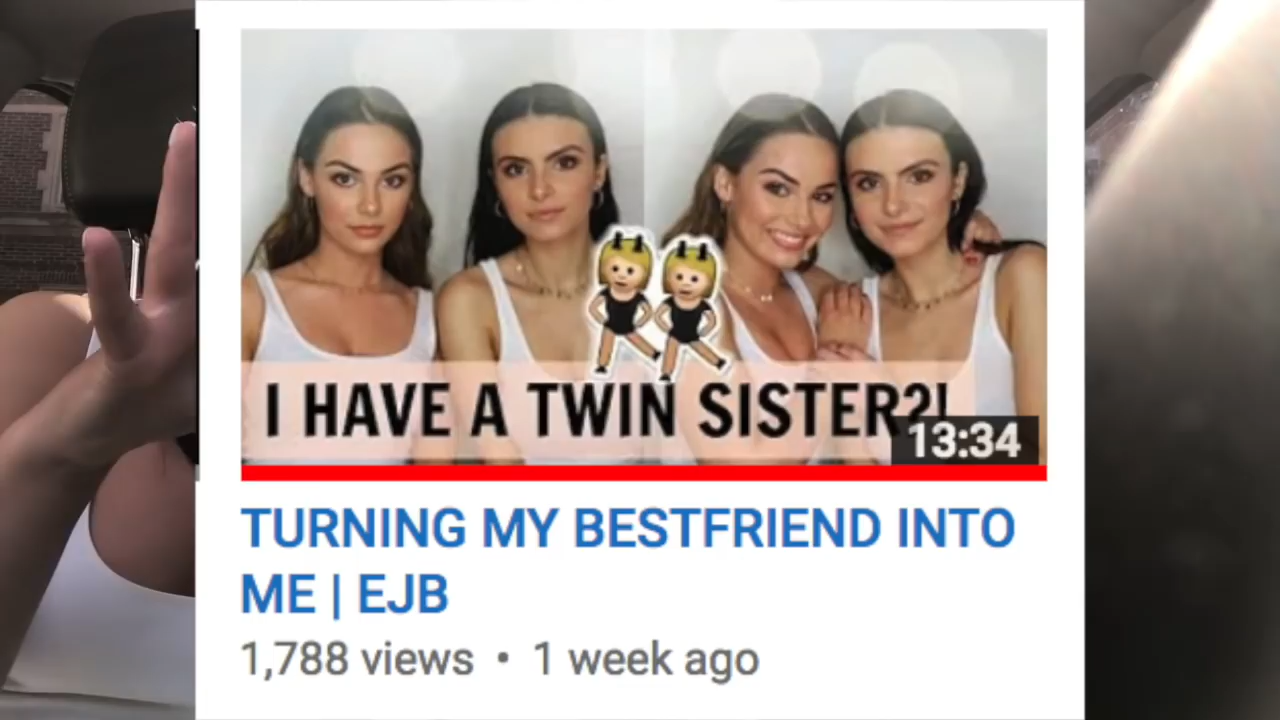 I HAVE A TWIN SISTER?!
13:34
TURNING MY BESTFRIEND INTO
ME | EJB
1,788 views • 1 week ago